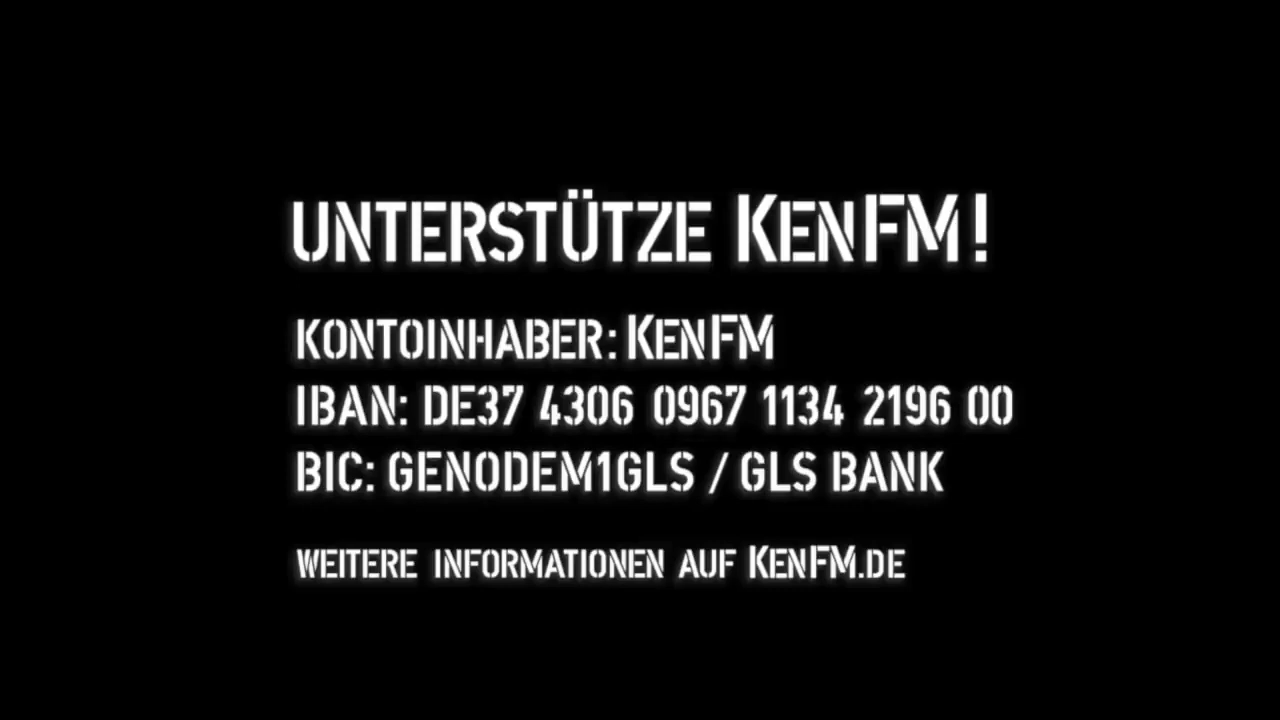 UNTERSTÜTZE KENFM!
KONTOINHABER: KENFM
IBAN: DE37 4306 0967 1134 2196 00
BIC: GENODEM1GLS / GLS BANK
WEITERE INFORMATIONEN AUF KENFM.DE